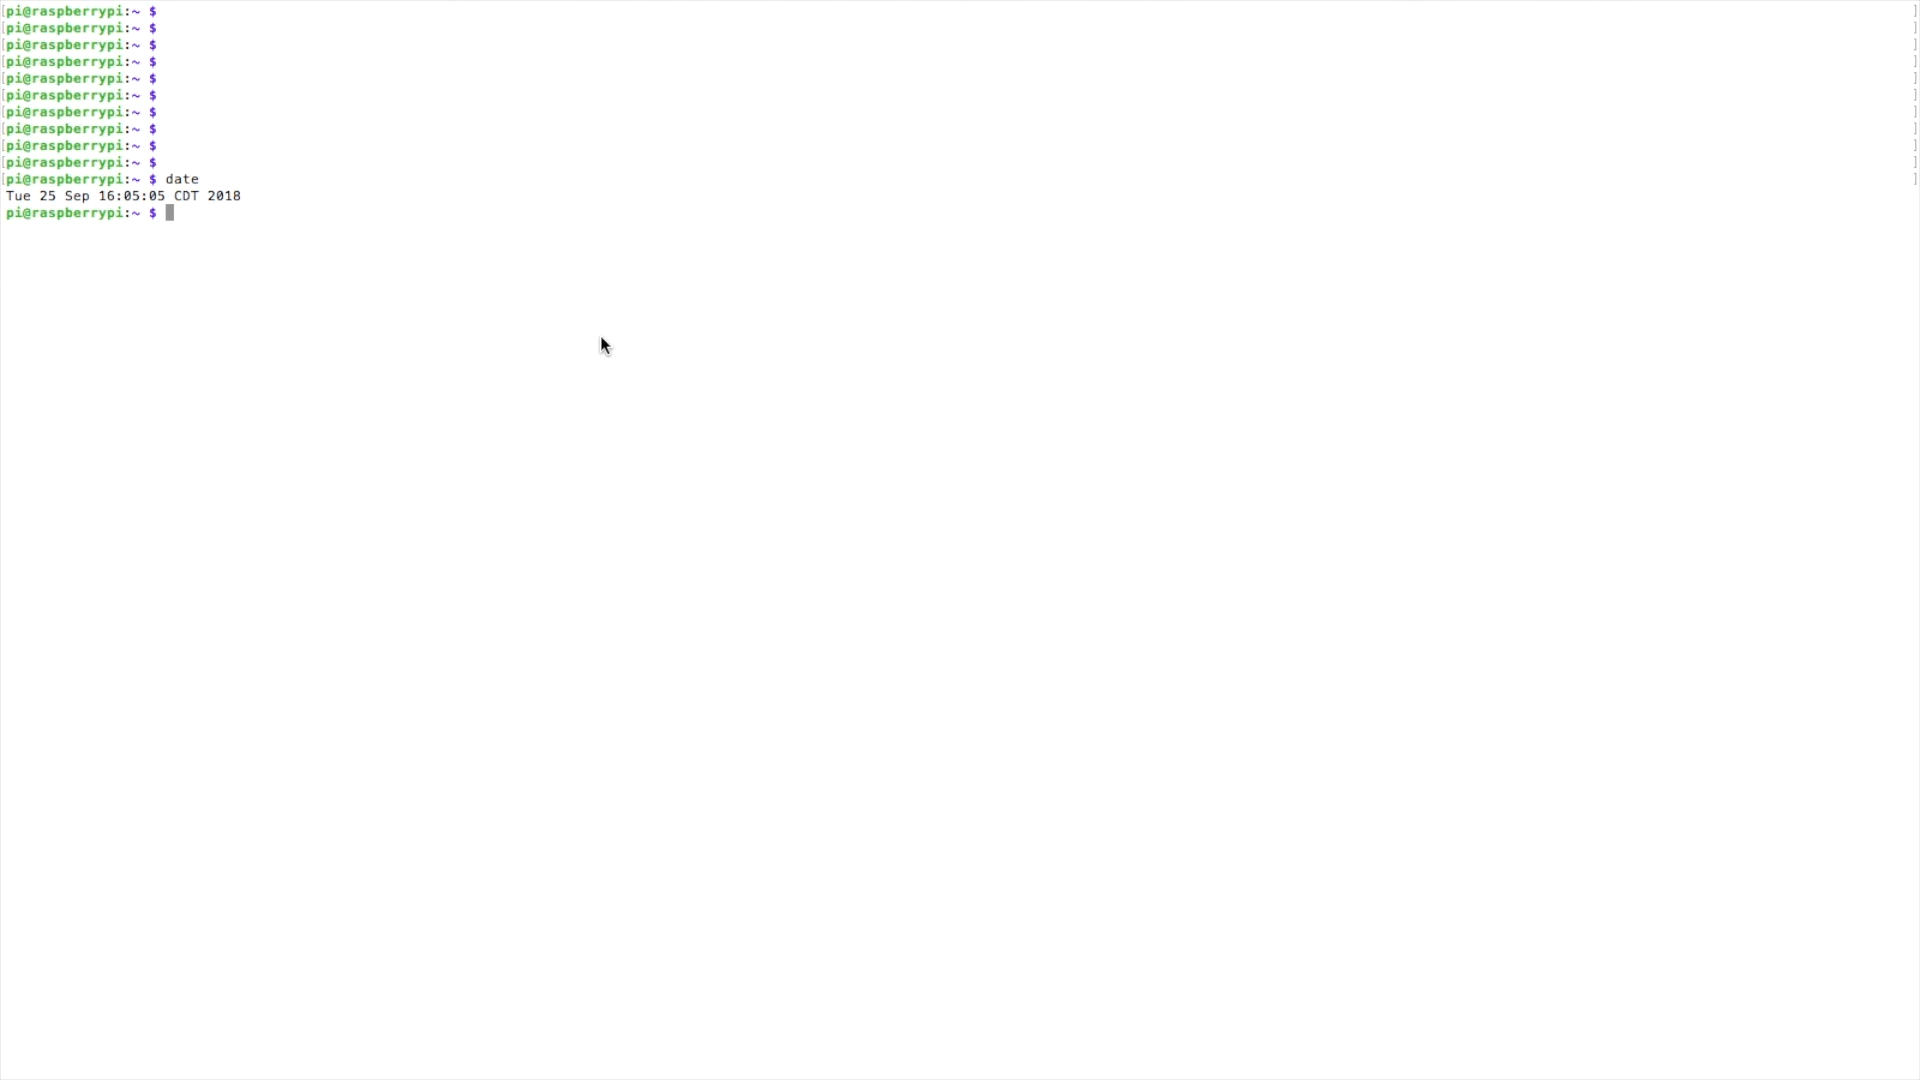 [pi@raspberrypi:~ $ ]
[pi@raspberrypi:~ $ ]
[pi@raspberrypi:~ $ ]
[pi@raspberrypi:~ $ ]
[pi@raspberrypi:~ $ ]
[pi@raspberrypi:~ $ ]
[pi@raspberrypi:~ $ ]
[pi@raspberrypi:~ $ ]
[pi@raspberrypi:~ $ ]
[pi@raspberrypi:~ $ ]
[pi@raspberrypi:~ $ date ]
Tue 25 Sep 16:05:05 CDT 2018
pi@raspberrypi:~ $